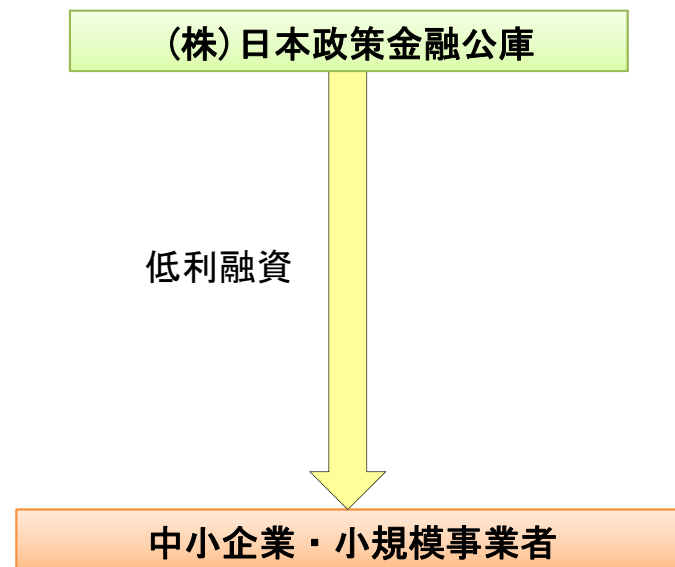 (株)日本政策金融公庫
低利融資
中小企業・小規模事業者